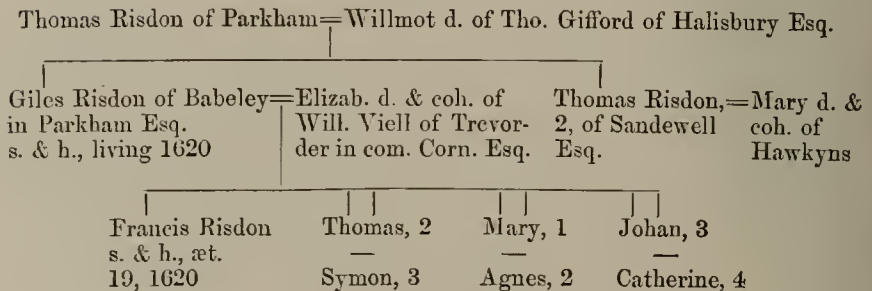 Thomas Risdon of Parkham=Willmot d. of Tho. Gifford of Halisbury Esq.
Giles Risdon of Babeley=Elizab. d. & coh. of
in Parkham Esq. Will. Viell of Trevor-
s. & h., living 1620 der in com. Corn. Esq.
Thomas Risdon,=Mary d. &
2, of Sandewell coh. of
Esq. Hawkyns
Francis Risdon
s. & h., æt.
19, 1620
Thomas, 2
—
Symon, 3
Mary, 1
—
Agnes, 2
Johan, 3
—
Catherine, 4